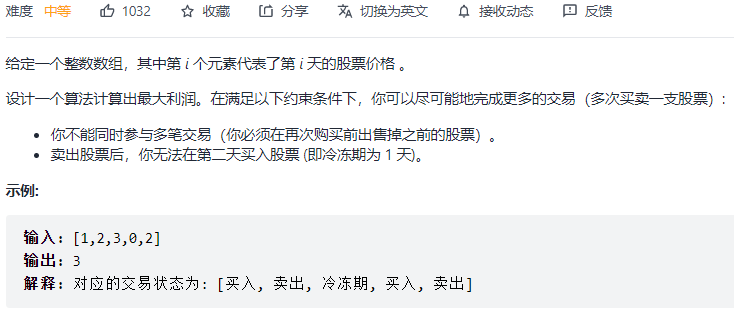 难度 中等 1032 收藏 分享 切换为英文 接收动态 反馈
给定一个整数数组，其中第 i 个元素代表了第 i 天的股票价格 。
设计一个算法计算出最大利润。在满足以下约束条件下，你可以尽可能地完成更多的交易（多次买卖一支股票）:
• 你不能同时参与多笔交易（你必须在再次购买前出售掉之前的股票）。
• 卖出股票后，你无法在第二天买入股票 (即冷冻期为 1 天)。
示例:
输入: [1,2,3,0,2]
输出: 3
解释: 对应的交易状态为: [买入, 卖出, 冷冻期, 买入, 卖出]